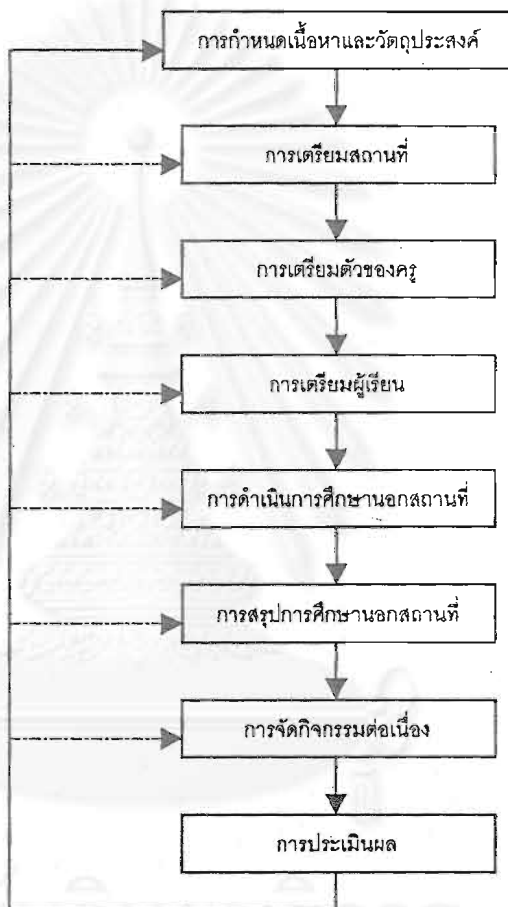 การกำหนดเนื้อหาและวัตถุประสงค์
การเตรียมสถานที่
การเตรียมตัวของครู
การเตรียมผู้เรียน
การดำเนินการศึกษานอกสถานที่
การสรุปการศึกษานอกสถานที่
การจัดกิจกรรมต่อเนื่อง
การประเมินผล